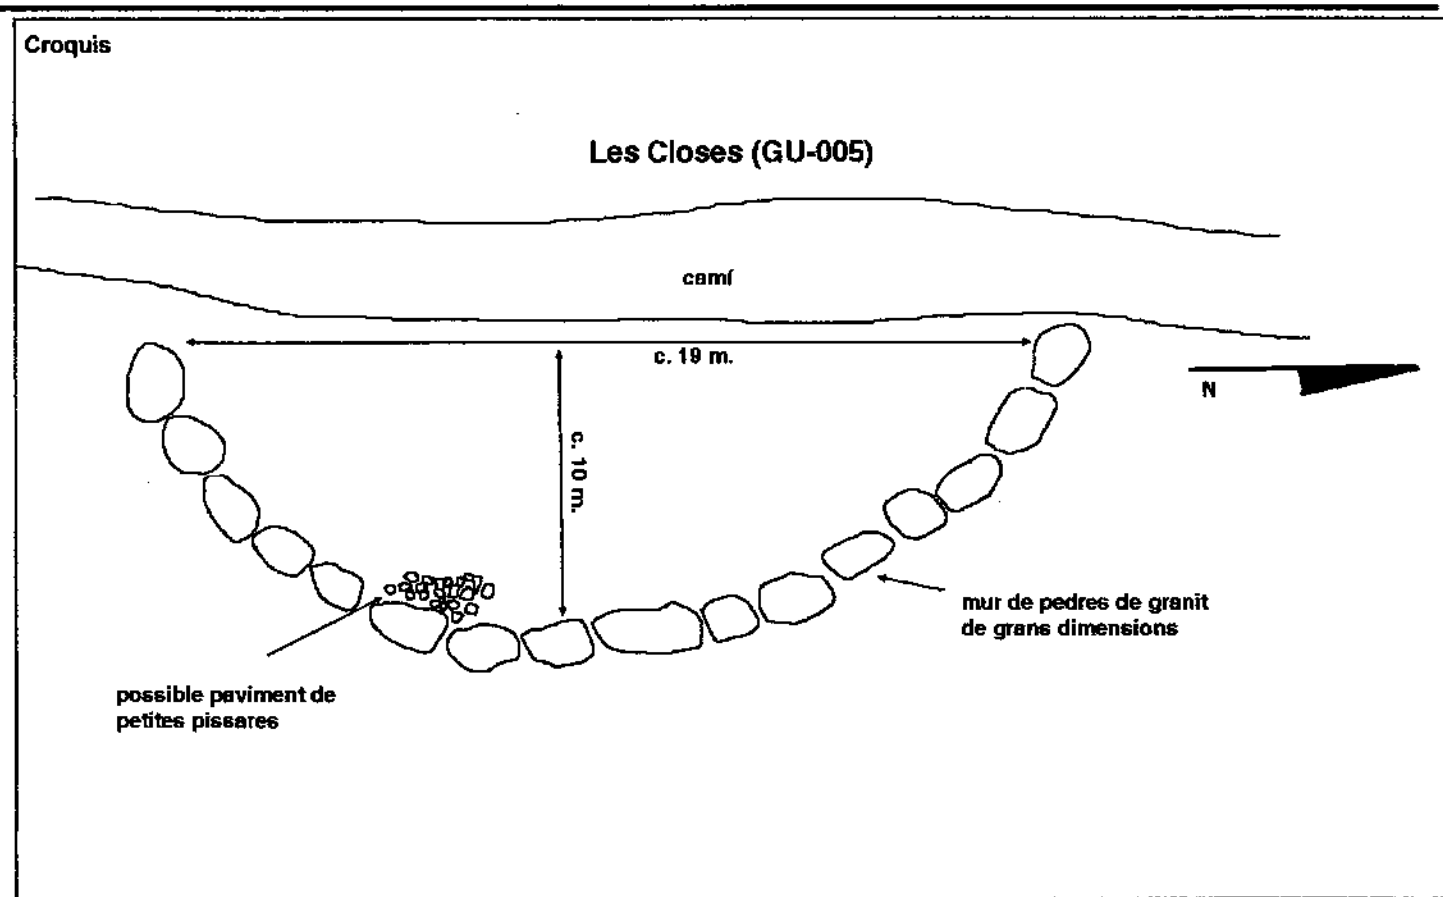 Croquis
Les Closes (GU-005)
camí
c. 19 m.
N
c. 10 m.
mur de pedres de granit
de grans dimensions
possible paviment de
petites pissares